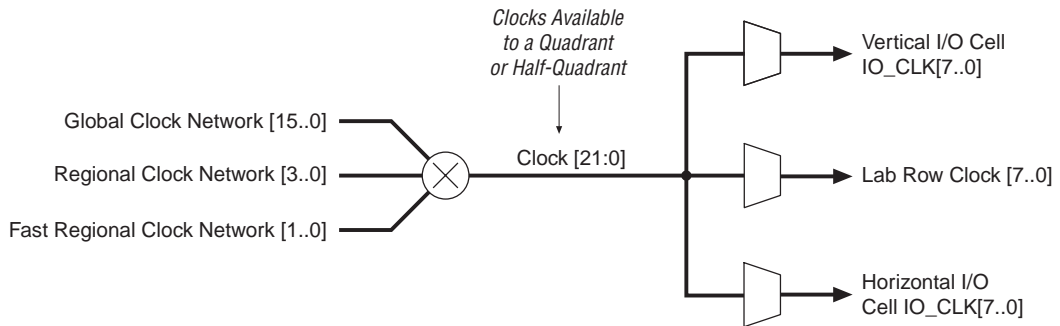 Clocks Available
to a Quadrant
or Half-Quadrant
Vertical I/O Cell
IO_CLK[7..0]
Global Clock Network [15..0]
Clock [21:0]
Regional Clock Network [3..0]
Lab Row Clock [7..0]
Fast Regional Clock Network [1..0]
Horizontal I/O
Cell IO_CLK[7..0]